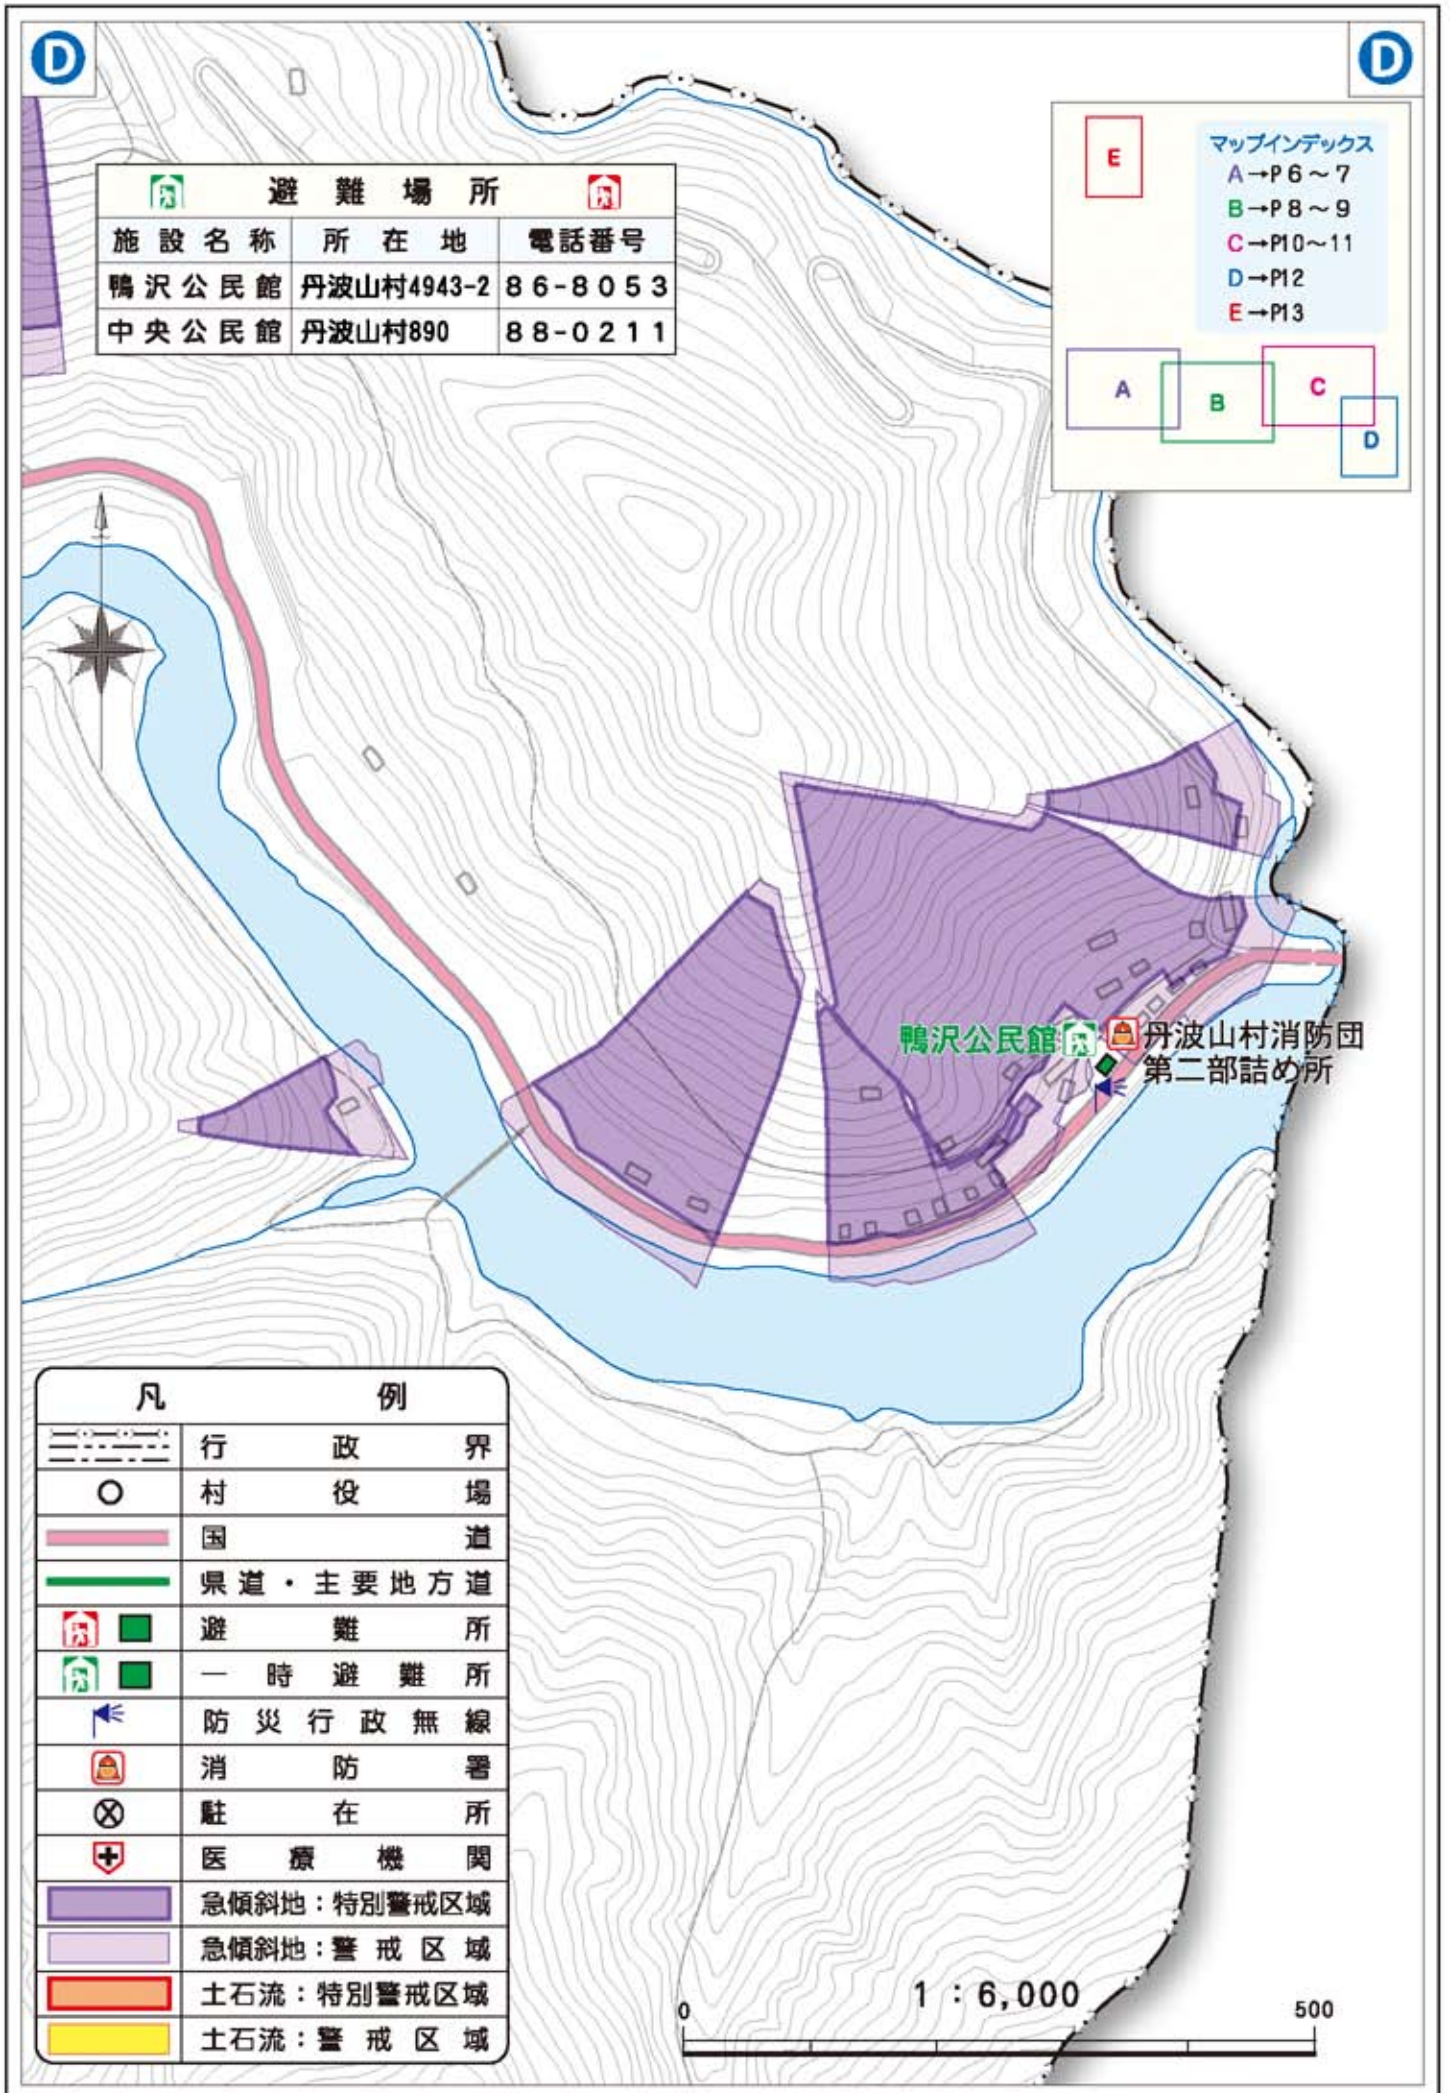 D
D
避難場所
施設名称 所在地 電話番号
鴨沢公民館 丹波山村4943-2 86-8053
中央公民館 丹波山村890 88-0211
マップインデックス
A→P6~7
B→P8~9
C→P10~11
D→P12
E→P13
E
A
B
C
D
鴨沢公民館
丹波山村消防団
第二部詰め所
凡例
行政界
村役場
国道
県道・主要地方道
避難所
一時避難所
防災行政無線
消防署
駐在所
医療機関
急傾斜地:特別警戒区域
急傾斜地:警戒区域
土石流:特別警戒区域
土石流:警戒区域
1:6,000
0 500